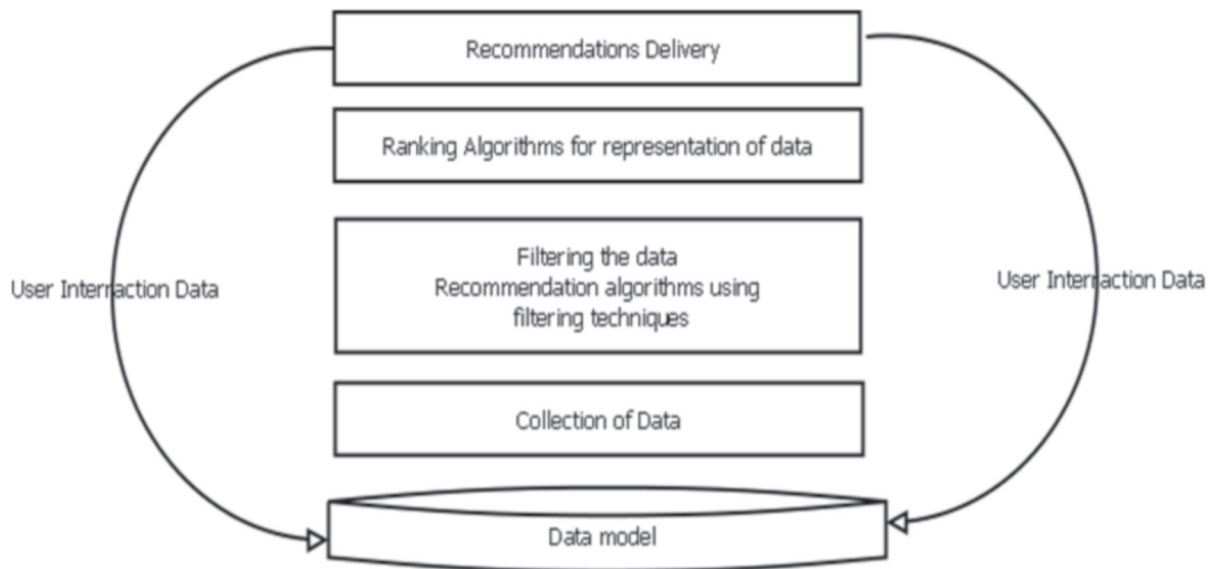 Recommendations Delivery
Ranking Algorithms for representation of data
Filtering the data
Recommendation algorithms using
filtering techniques
User Interraction Data
User Interraction Data
Collection of Data
Data model